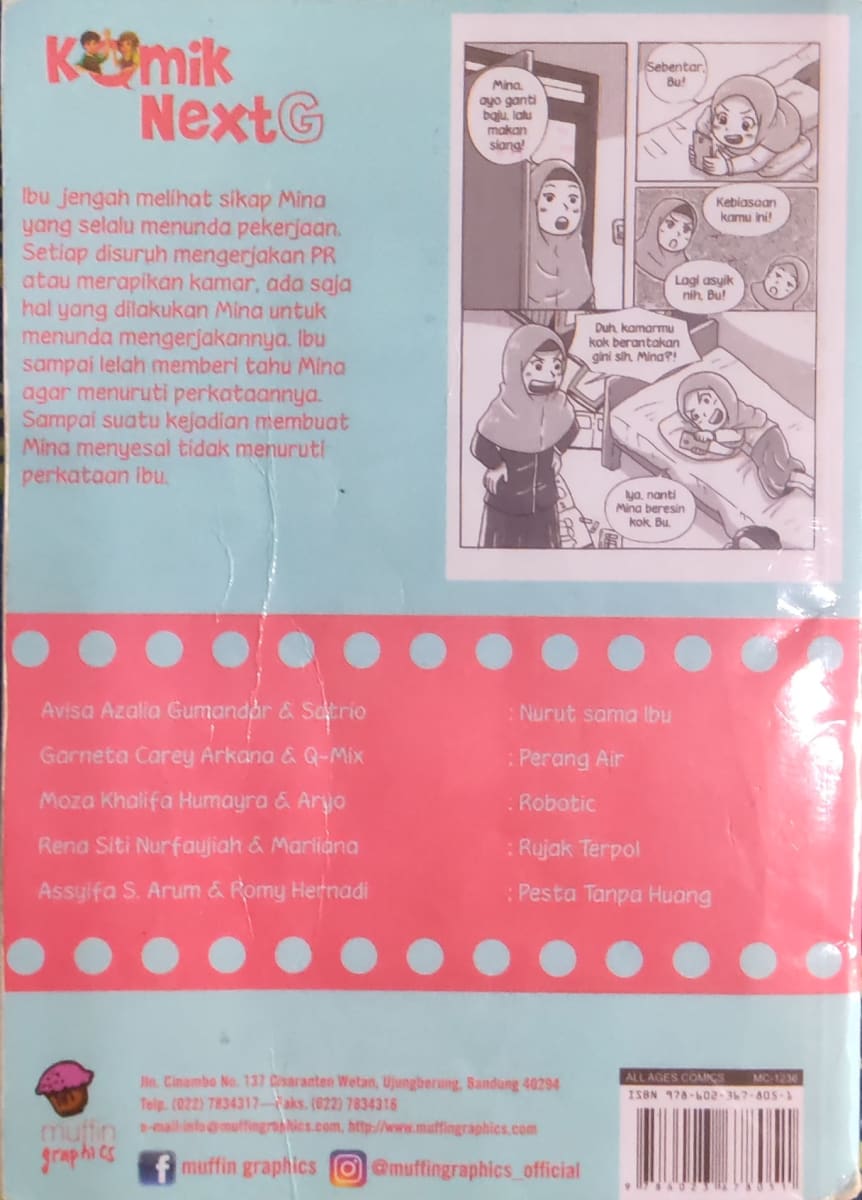 Komik
NextG
Ibu jengah melihat sikap Mina
yang selalu menunda pekerjaan.
Setiap disuruh mengerjakan PR
atau merapikan kamar, ada saja
hal yang dilakukan Mina untuk
menunda mengerjakannya. Ibu
sampai lelah memberi tahu Mina
agar menuruti perkataannya.
Sampai suatu kejadian membuat
Mina menyesal tidak menuruti
perkataan Ibu.
Mina,
ayo ganti
baju, lalu
makan
siang!
Sebentar,
Bu!
Kebiasaan
kamu ini!
Lagi asyik
nih, Bu!
Duh, kamarmu
kok berantakan
gini sih, Mina?!
Iya, nanti
Mina beresin
kok, Bu.
Avisa Azalia Gumandar & Satrio : Nurut sama Ibu
Garneta Carey Arkana & Q-Mix : Perang Air
Moza Khalifa Humayra & Aryo : Robotic
Rena Siti Nurfaujiah & Marliana : Rujak Terpol
Assyifa S. Arum & Romy Hernadi : Pesta Tanpa Huang
muffin
graphics
Jln. Cinambo No. 137 Cisaranten Wetan, Ujungberung, Bandung 40294
Telp. (022) 7834317—Faks. (022) 7834316
e-mail:info@muffingraphics.com, http://www.muffingraphics.com
muffin graphics @muffingraphics_official
ALL AGES COMICS MC-1236
ISBN 978-602-367-805-1